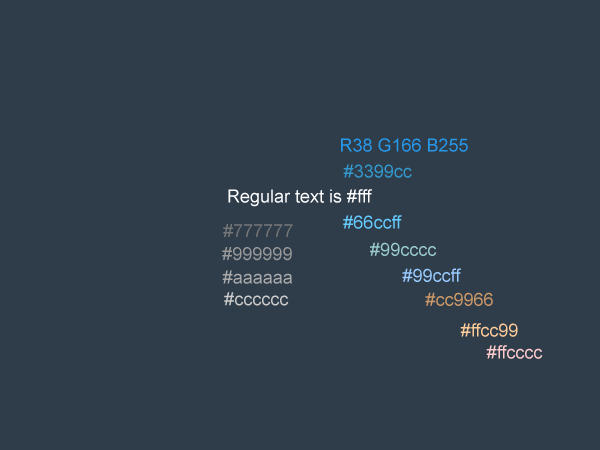 R38 G166 B255
#3399cc
Regular text is #fff
#66ccff
#777777
#99cccc
#999999
#99ccff
#aaaaaa
#cc9966
#cccccc
#ffcc99
#ffcccc